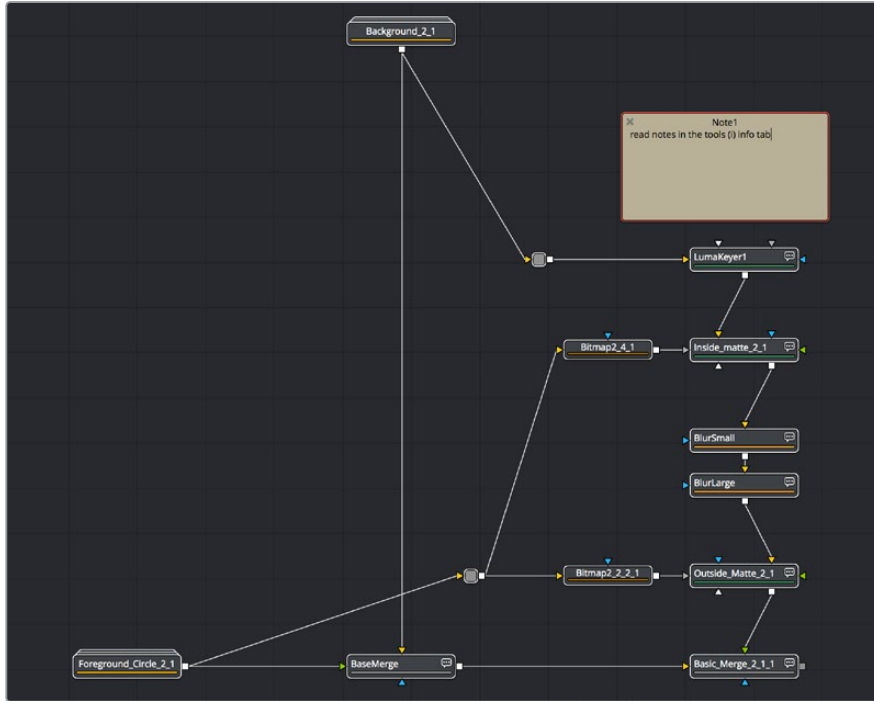 Background_2_1
Note1
read notes in the tools (i) info tab
LumaKeyer1
Bitmap2_4_1
Inside_matte_2_1
BlurSmall
BlurLarge
Bitmap2_2_2_1
Outside_Matte_2_1
Foreground_Circle_2_1
BaseMerge
Basic_Merge_2_1_1